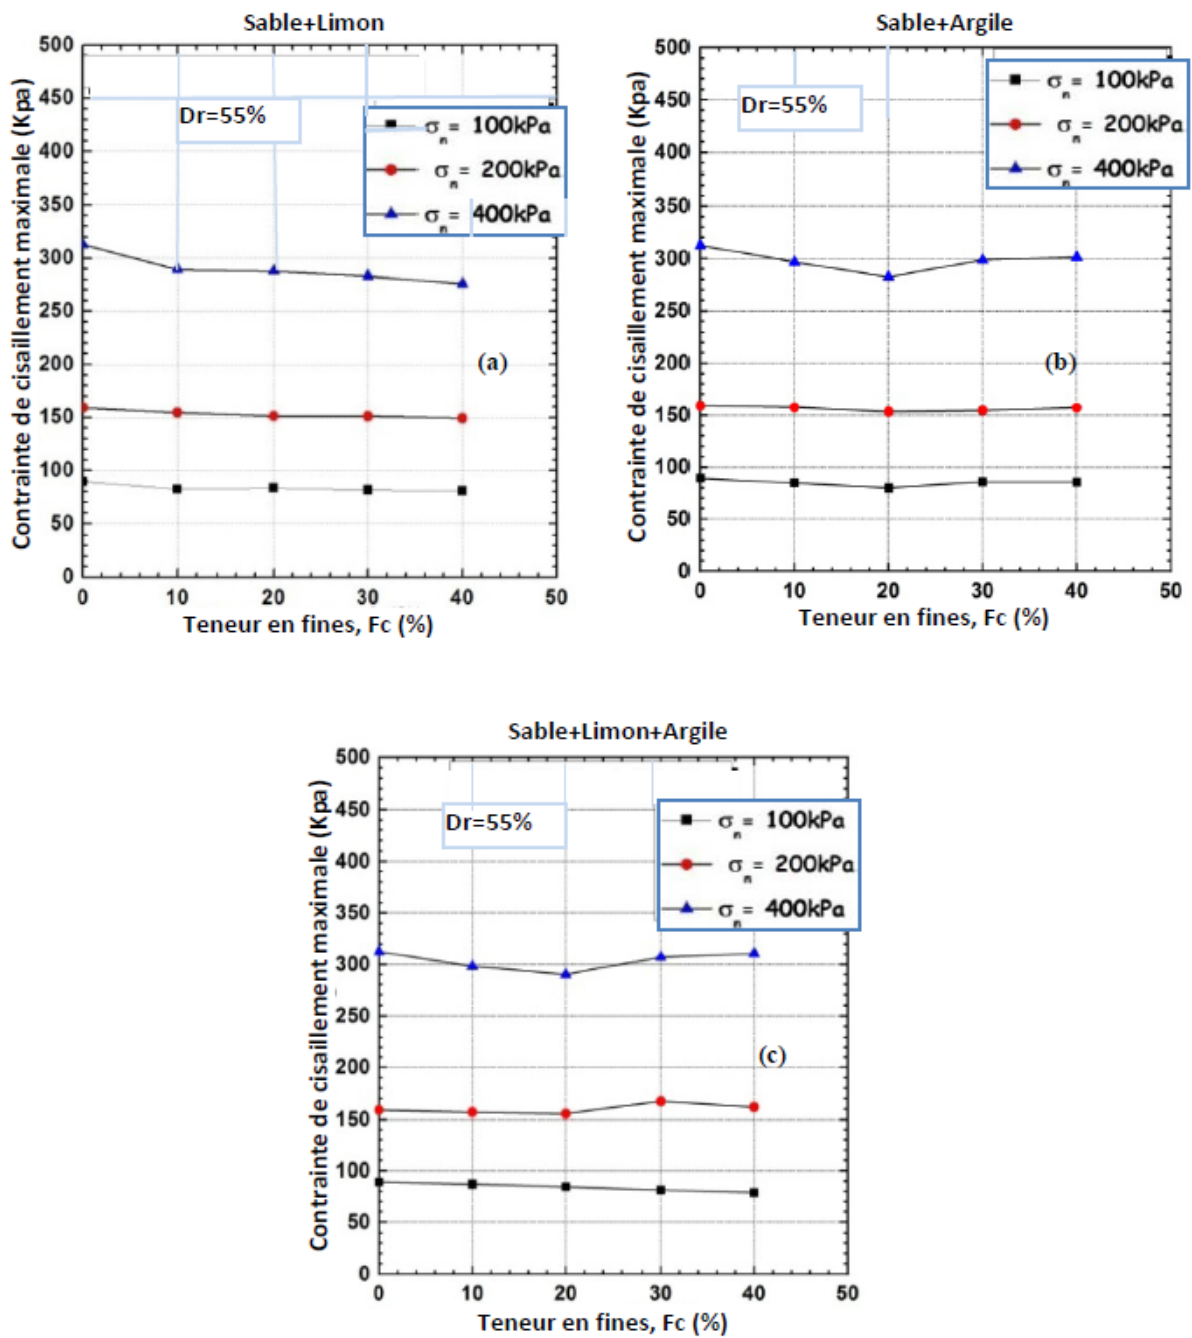 Sable+Limon
Contrainte de cisaillement maximale (Kpa)
500
450
400
350
300
250
200
150
100
50
0
Dr=55%
σn = 100kPa
σn = 200kPa
σn = 400kPa
(a)
0 10 20 30 40 50
Teneur en fines, Fc (%)
Sable+Argile
Contrainte de cisaillement maximale (Kpa)
500
450
400
350
300
250
200
150
100
50
0
Dr=55%
σn = 100kPa
σn = 200kPa
σn = 400kPa
(b)
0 10 20 30 40 50
Teneur en fines, Fc (%)
Sable+Limon+Argile
Contrainte de cisaillement maximale (Kpa)
500
450
400
350
300
250
200
150
100
50
0
Dr=55%
σn = 100kPa
σn = 200kPa
σn = 400kPa
(c)
0 10 20 30 40 50
Teneur en fines, Fc (%)